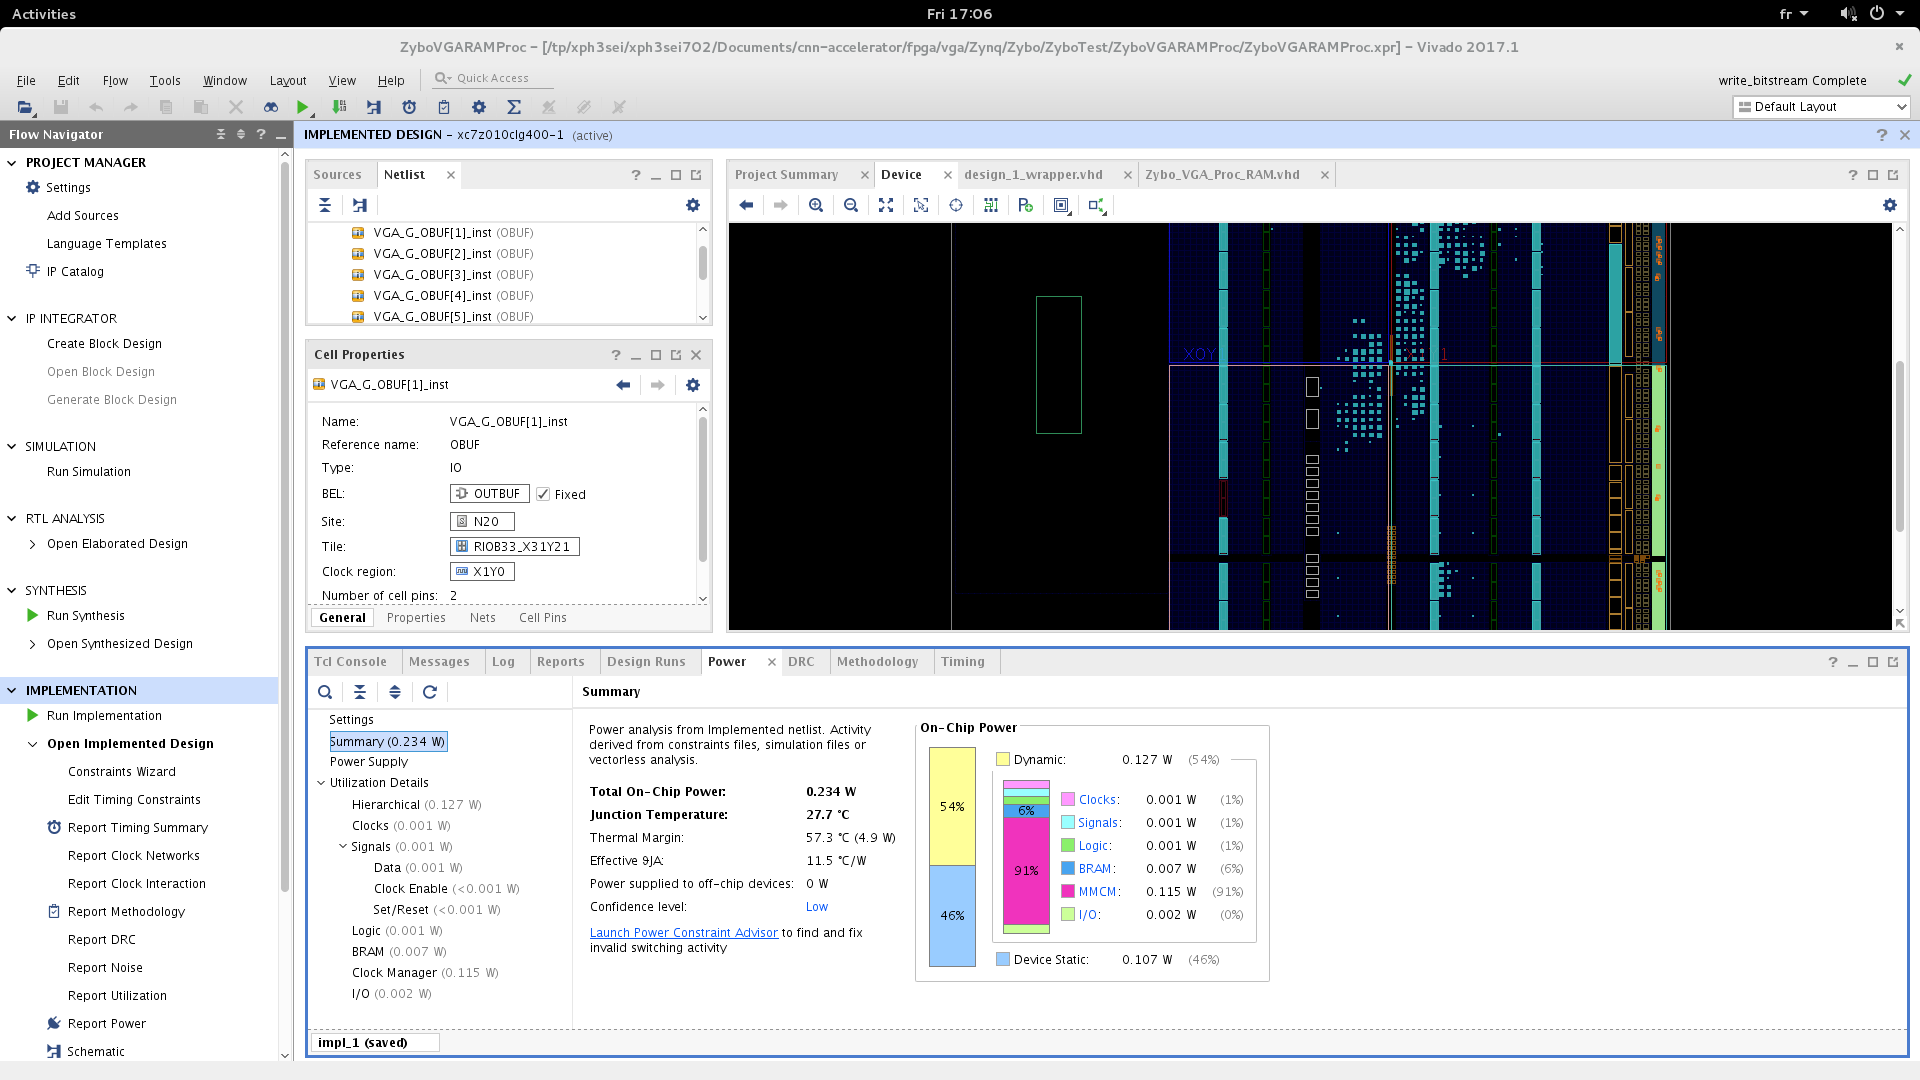 Activities
Fri 17:06
fr
ZyboVGARAMProc - [/tp/xph3sei/xph3sei702/Documents/cnn-accelerator/fpga/vga/Zynq/Zybo/ZyboTest/ZyboVGARAMProc/ZyboVGARAMProc.xpr] - Vivado 2017.1
File Edit Flow Tools Window Layout View Help Quick Access
write_bitstream Complete
Default Layout
Flow Navigator
IMPLEMENTED DESIGN - xc7z010clg400-1 (active)
PROJECT MANAGER
Settings
Add Sources
Language Templates
IP Catalog
IP INTEGRATOR
Create Block Design
Open Block Design
Generate Block Design
SIMULATION
Run Simulation
RTL ANALYSIS
Open Elaborated Design
SYNTHESIS
Run Synthesis
Open Synthesized Design
IMPLEMENTATION
Run Implementation
Open Implemented Design
Constraints Wizard
Edit Timing Constraints
Report Timing Summary
Report Clock Networks
Report Clock Interaction
Report Methodology
Report DRC
Report Noise
Report Utilization
Report Power
Schematic
Sources Netlist
VGA_G_OBUF[1]_inst (OBUF)
VGA_G_OBUF[2]_inst (OBUF)
VGA_G_OBUF[3]_inst (OBUF)
VGA_G_OBUF[4]_inst (OBUF)
VGA_G_OBUF[5]_inst (OBUF)
Cell Properties
VGA_G_OBUF[1]_inst
Name: VGA_G_OBUF[1]_inst
Reference name: OBUF
Type: IO
BEL: OUTBUF Fixed
Site: N20
Tile: RIOB33_X31Y21
Clock region: X1Y0
Number of cell pins: 2
General Properties Nets Cell Pins
Project Summary Device design_1_wrapper.vhd Zybo_VGA_Proc_RAM.vhd
X0Y
1
Tcl Console Messages Log Reports Design Runs Power DRC Methodology Timing
Settings
Summary (0.234 W)
Power Supply
Utilization Details
Hierarchical (0.127 W)
Clocks (0.001 W)
Signals (0.001 W)
Data (0.001 W)
Clock Enable (<0.001 W)
Set/Reset (<0.001 W)
Logic (0.001 W)
BRAM (0.007 W)
Clock Manager (0.115 W)
I/O (0.002 W)
Summary
Power analysis from Implemented netlist. Activity
derived from constraints files, simulation files or
vectorless analysis.
Total On-Chip Power: 0.234 W
Junction Temperature: 27.7 °C
Thermal Margin: 57.3 °C (4.9 W)
Effective ϑJA: 11.5 °C/W
Power supplied to off-chip devices: 0 W
Confidence level: Low
Launch Power Constraint Advisor to find and fix
invalid switching activity
On-Chip Power
54%
46%
Dynamic: 0.127 W (54%)
6%
91%
Clocks: 0.001 W (1%)
Signals: 0.001 W (1%)
Logic: 0.001 W (1%)
BRAM: 0.007 W (6%)
MMCM: 0.115 W (91%)
I/O: 0.002 W (0%)
Device Static: 0.107 W (46%)
impl_1 (saved)